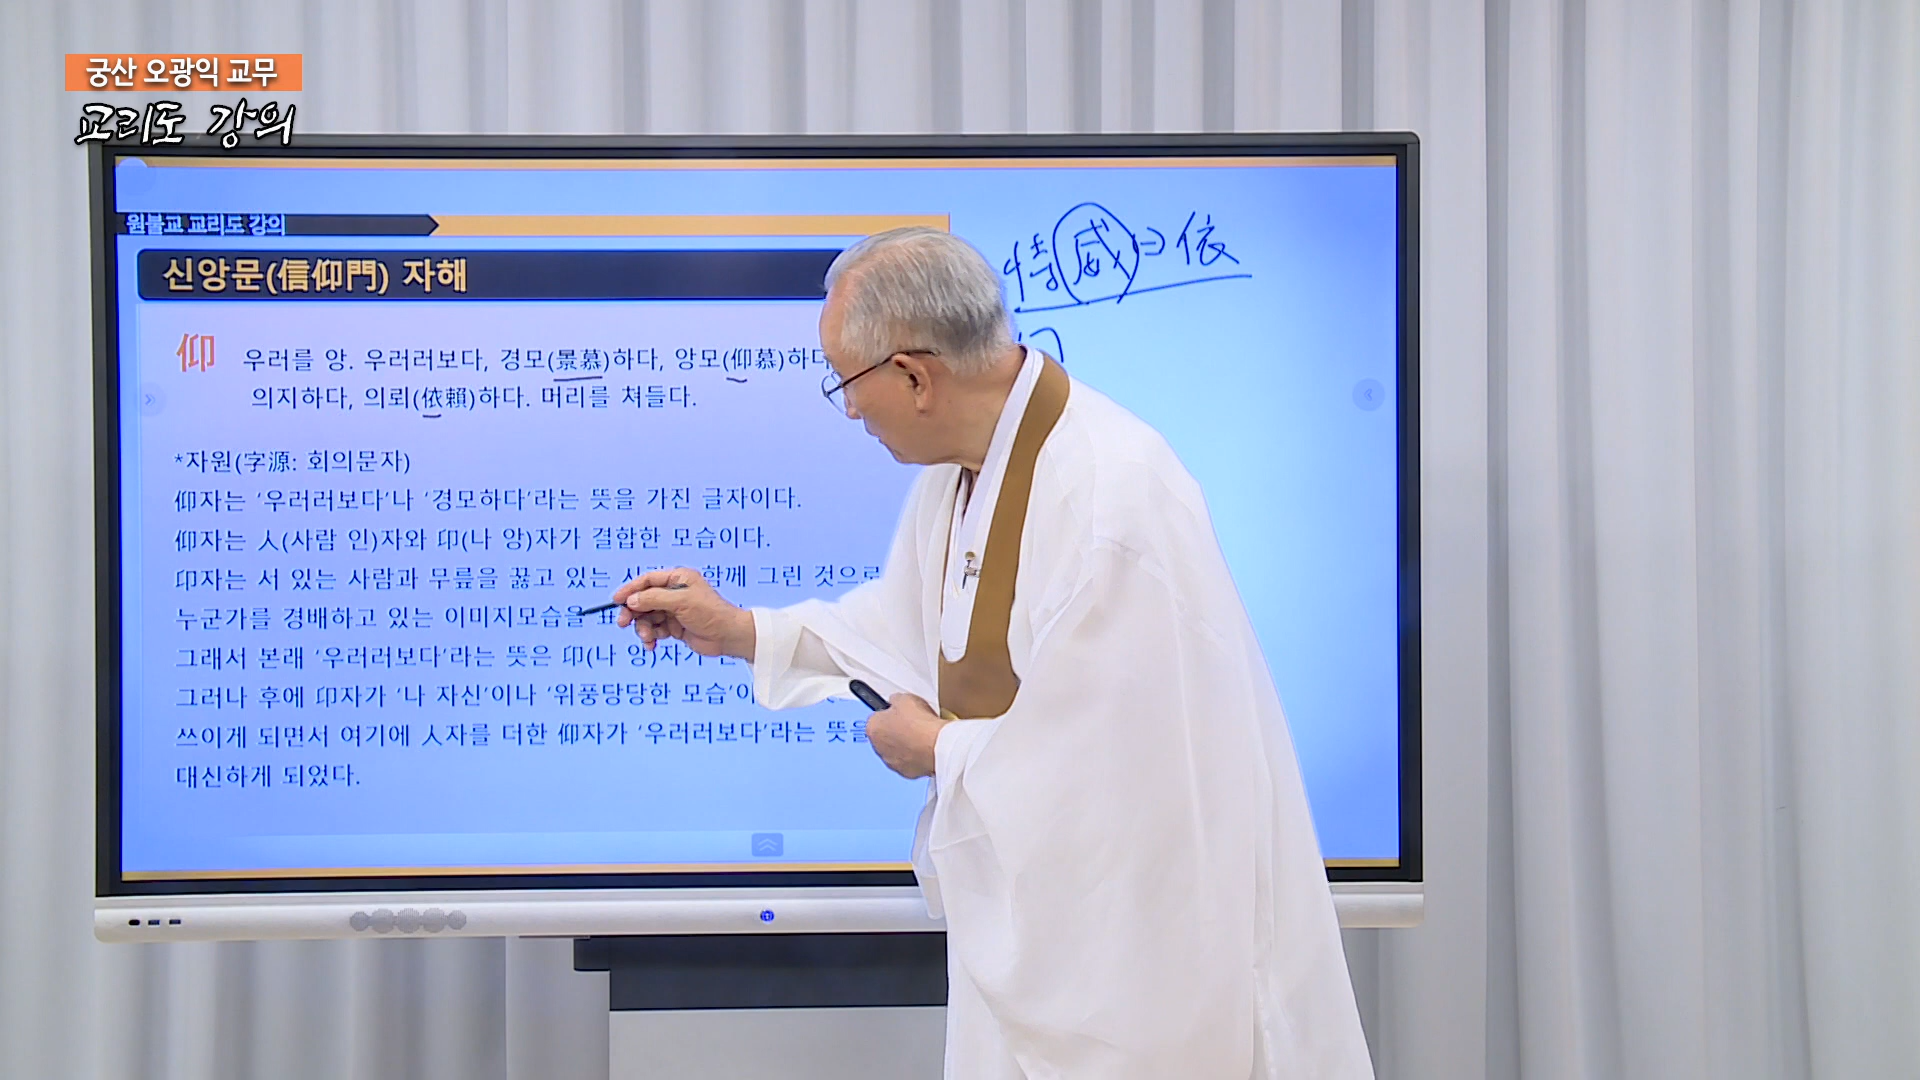 궁산 오광익 교무
교리도 강의
원불교 교리도 강의
신앙문(信仰門) 자해
仰 우러를 앙. 우러러보다, 경모(景慕)하다, 앙모(仰慕)하다
의지하다, 의뢰(依賴)하다. 머리를 쳐들다.
*자원(字源: 회의문자)
仰자는 ‘우러러보다’나 ‘경모하다’라는 뜻을 가진 글자이다.
仰자는 人(사람 인)자와 卬(나 앙)자가 결합한 모습이다.
卬자는 서 있는 사람과 무릎을 꿇고 있는 함께 그린 것으로
누군가를 경배하고 있는 이미지모습을
그래서 본래 ‘우러러보다’라는 뜻은 卬(나 앙)자가
그러나 후에 卬자가 ‘나 자신’이나 ‘위풍당당한 모습’이
쓰이게 되면서 여기에 人자를 더한 仰자가 ‘우러러보다’라는 뜻을
대신하게 되었다.
威 依